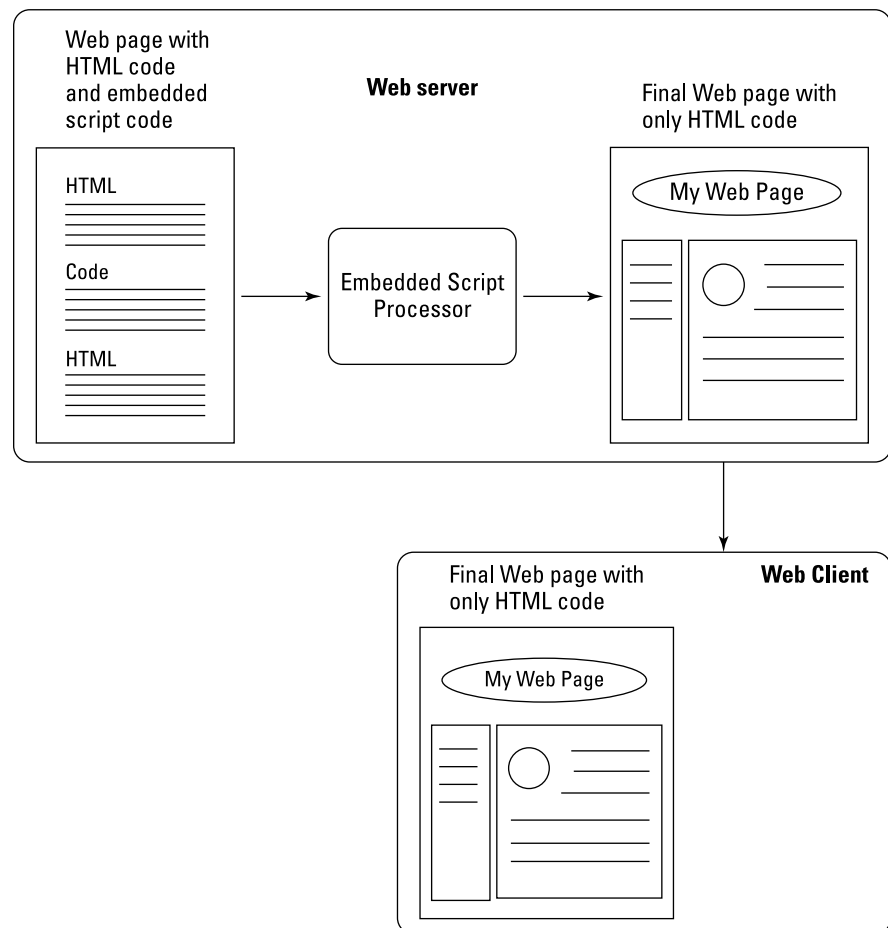 Web page with
HTML code
and embedded
script code
Web server
Final Web page with
only HTML code
HTML
Code
HTML
Embedded Script
Processor
My Web Page
Final Web page with
only HTML code
Web Client
My Web Page